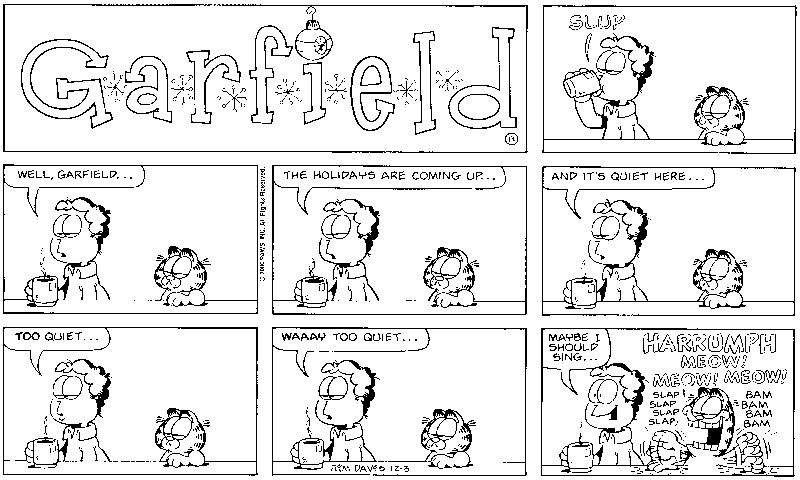 Garfield
SLUP
WELL, GARFIELD...
THE HOLIDAYS ARE COMING UP...
AND IT'S QUIET HERE...
TOO QUIET...
WAAAY TOO QUIET...
JIM DAVIS 12-3
MAYBE I
SHOULD
SING...
HARRUMPH
MEOW!
MEOW! MEOW!
SLAP!
SLAP
SLAP
SLAP
BAM
BAM
BAM
BAM